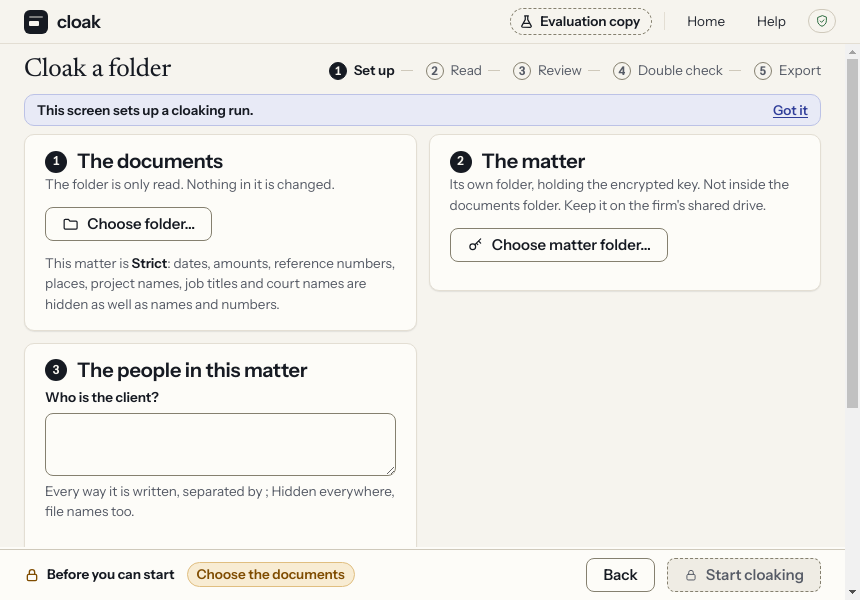 cloak
Evaluation copy
Home
Help
Cloak a folder
1 Set up
2 Read
3 Review
4 Double check
5 Export
This screen sets up a cloaking run.
Got it
1 The documents
The folder is only read. Nothing in it is changed.
Choose folder...
This matter is Strict: dates, amounts, reference numbers,
places, project names, job titles and court names are
hidden as well as names and numbers.
2 The matter
Its own folder, holding the encrypted key. Not inside the
documents folder. Keep it on the firm's shared drive.
Choose matter folder...
3 The people in this matter
Who is the client?
Every way it is written, separated by ; Hidden everywhere,
file names too.
Before you can start
Choose the documents
Back
Start cloaking